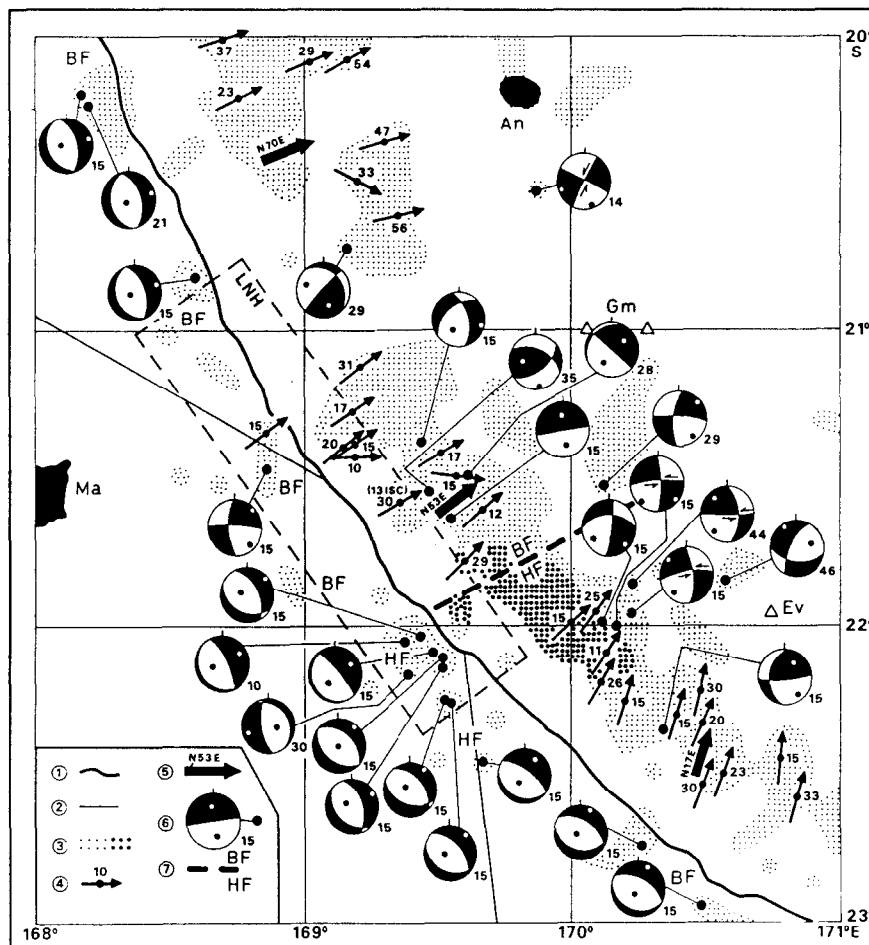 20°
S
BF
37
29
54
23
An
15
N70E
47
21
33
14
56
LNH
15
BF
29
Gm
21°
15
31
35
28
17
15
29
15
20
15
10
17
15
Ma
BF
(13 ISC)
30
N53E
12
15
15
44
15
BF
HF
29
46
15
Ev
BF
25
15
22°
11
HF
26
10
15
30
15
15
15
20
30
15
HF
N17E
23
15
30
33
15
15
15
15
15
BF
15
① ⑤ N53E
② ⑥
③ 15
④ 10 ⑦ BF
HF
23
168° 169° 170° 171°E